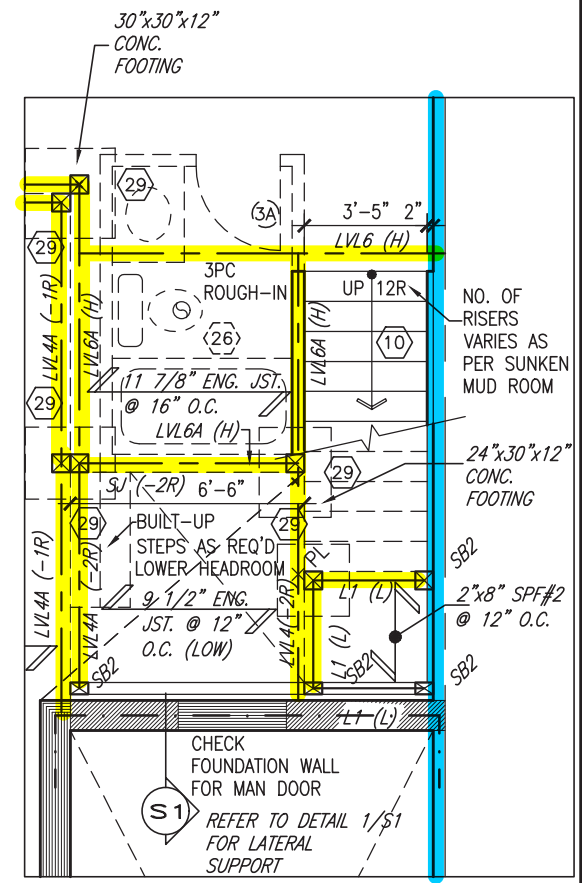 30"x30"x12"
CONC.
FOOTING
29
3A
3'-5" 2"
LVL6 (H)
29
3PC
ROUGH-IN
UP 12R
NO. OF
RISERS
VARIES AS
PER SUNKEN
MUD ROOM
LVL4A (-1R)
LVL6A (H)
26
LVL6A (H)
10
11 7/8" ENG. JST.
@ 16" O.C.
29
LVL6A (H)
24"x30"x12"
CONC.
FOOTING
29
SJ (-2R)
6'-6"
29
BUILT-UP
STEPS AS REQ'D
LOWER HEADROOM
29
PL
SB2
LVL4A (-1R)
LVL4A (-2R)
9 1/2" ENG.
JST. @ 12"
O.C. (LOW)
LVL4(-2R)
L1 (L)
L1 (L)
2"x8" SPF#2
@ 12" O.C.
SB2
SB2
SB2
L1 (L)
CHECK
FOUNDATION WALL
FOR MAN DOOR
S1
REFER TO DETAIL 1/S1
FOR LATERAL
SUPPORT